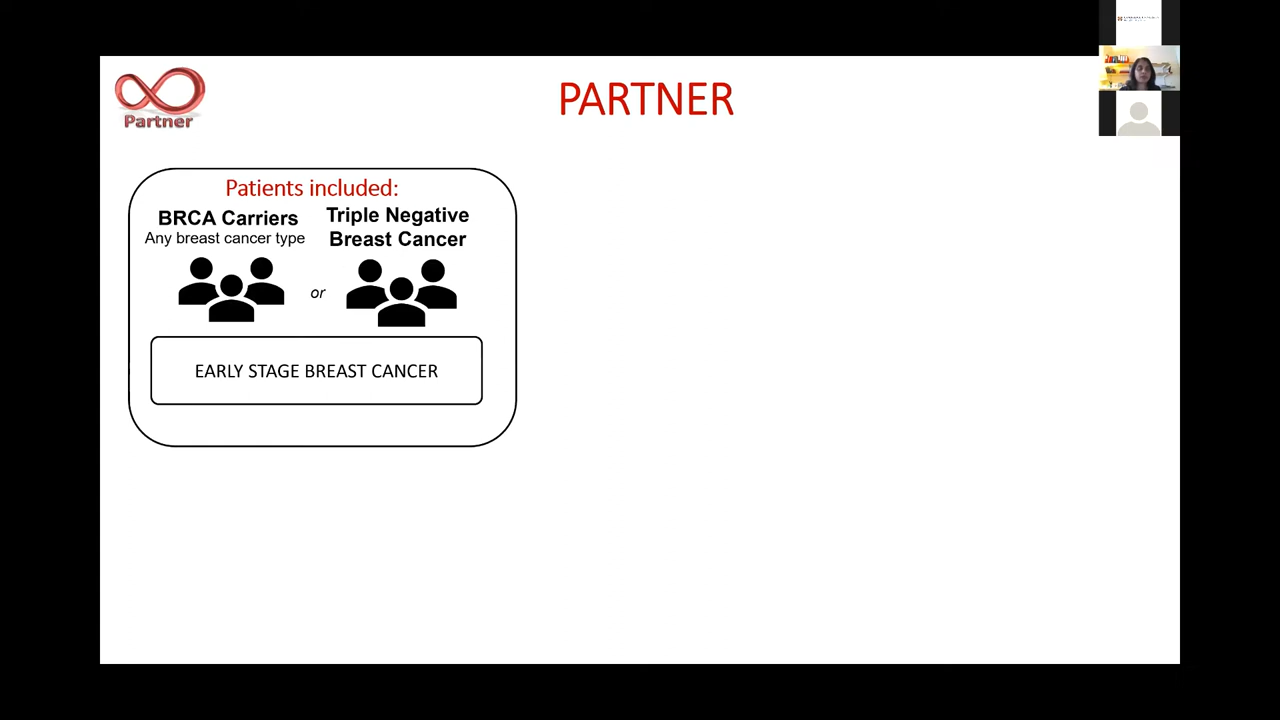 PARTNER
Partner
Patients included:
BRCA Carriers
Any breast cancer type
Triple Negative
Breast Cancer
or
EARLY STAGE BREAST CANCER